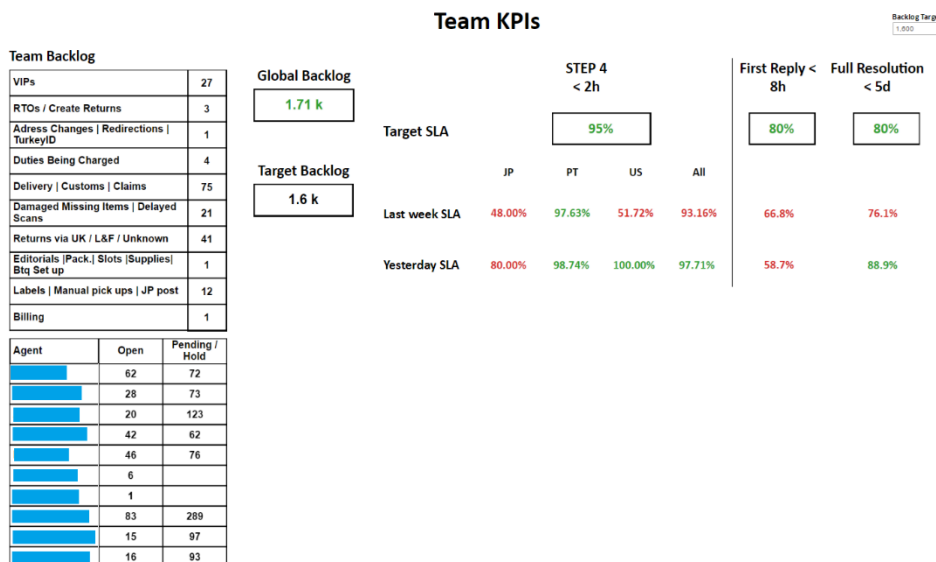 Team KPIs
Backlog Targe
1,600
Team Backlog
VIPs 27
RTOs / Create Returns 3
Adress Changes | Redirections |
TurkeyID 1
Duties Being Charged 4
Delivery | Customs | Claims 75
Damaged Missing Items | Delayed
Scans 21
Returns via UK / L&F / Unknown 41
Editorials |Pack.| Slots |Supplies|
Btq Set up 1
Labels | Manual pick ups | JP post 12
Billing 1
Agent Open Pending /
Hold
62 72
28 73
20 123
42 62
46 76
6
1
83 289
15 97
16 93
Global Backlog
1.71 k
Target Backlog
1.6 k
STEP 4
< 2h
First Reply <
8h
Full Resolution
< 5d
Target SLA 95% 80% 80%
JP PT US All
Last week SLA 48.00% 97.63% 51.72% 93.16% 66.8% 76.1%
Yesterday SLA 80.00% 98.74% 100.00% 97.71% 58.7% 88.9%